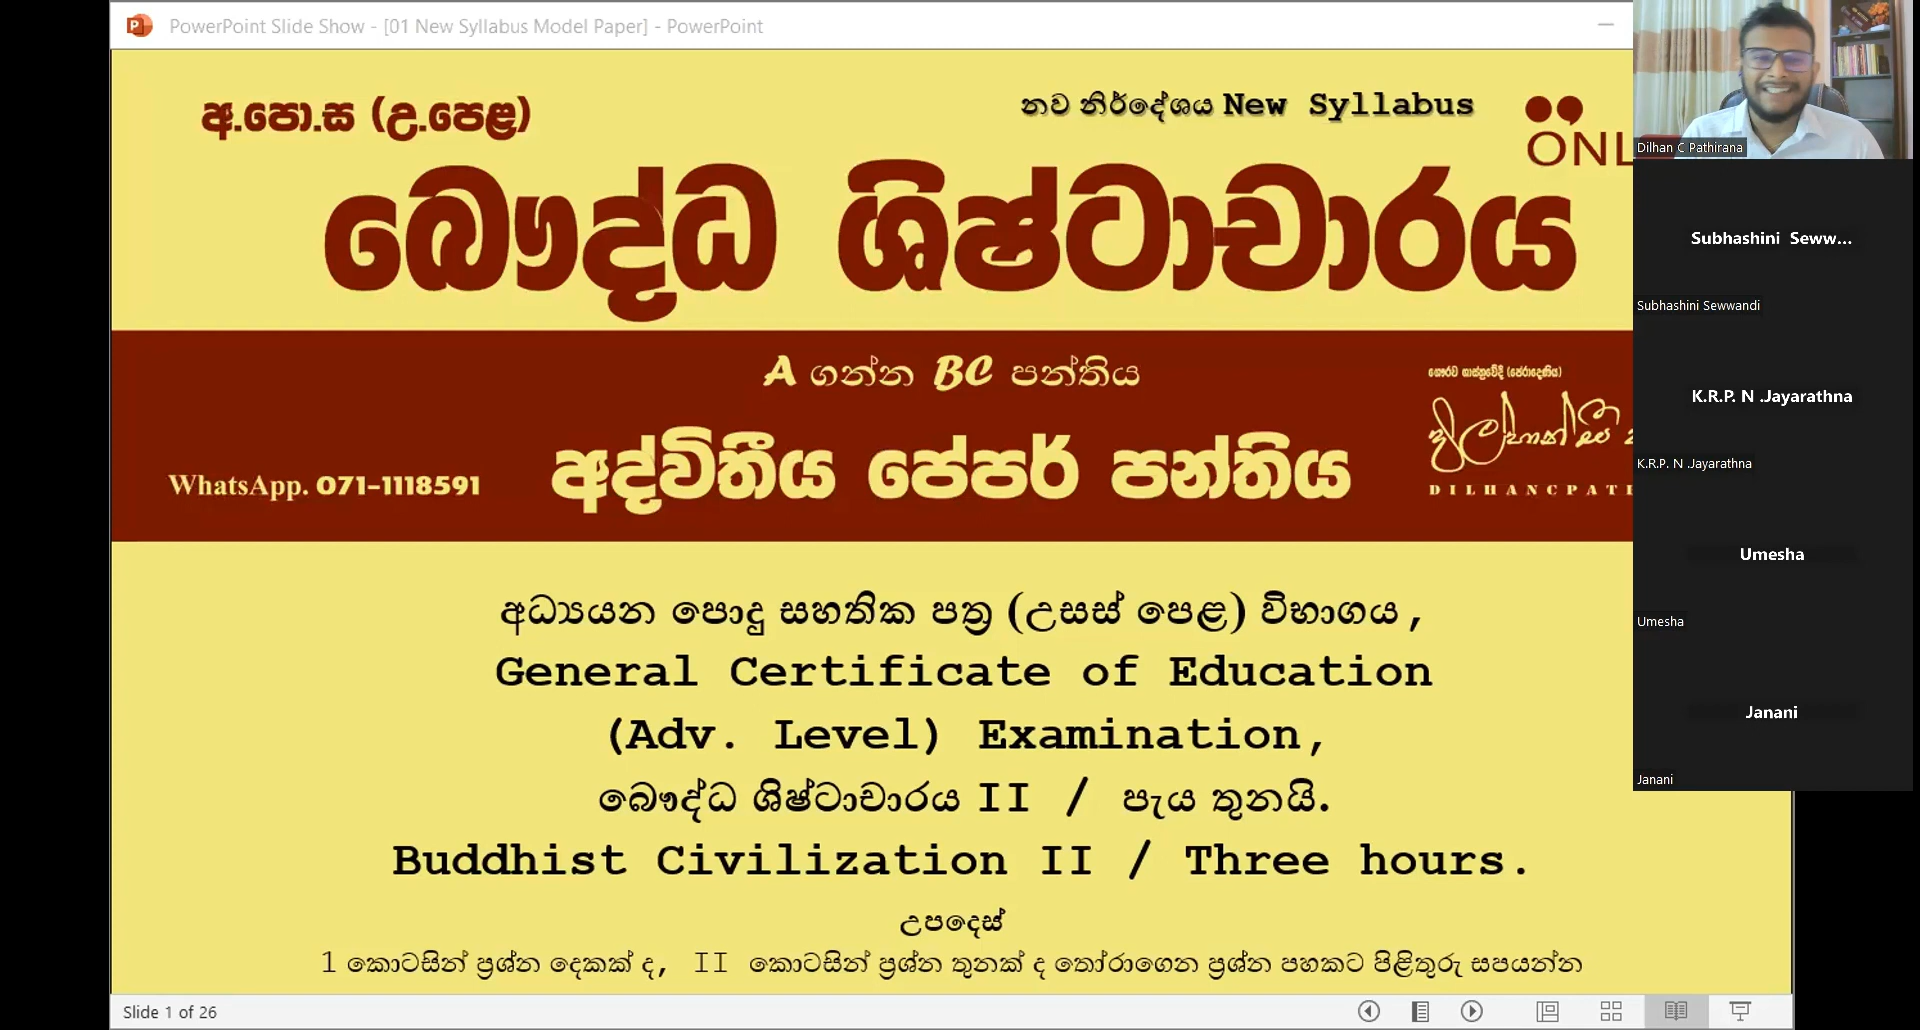 PowerPoint Slide Show - [01 New Syllabus Model Paper] - PowerPoint
අ.පො.ස (උ.පෙළ)
නව නිර්දේශය New Syllabus
බෞද්ධ ශිෂ්ටාචාරය
A ගන්න BC පන්තිය
ගෞරව ශාස්ත්‍රවේදී (පේරාදෙණිය)
අද්විතීය පේපර් පන්තිය
WhatsApp. 071-1118591
අධ්‍යයන පොදු සහතික පත්‍ර (උසස් පෙළ) විභාගය,
General Certificate of Education
(Adv. Level) Examination,
බෞද්ධ ශිෂ්ටාචාරය II / පැය තුනයි.
Buddhist Civilization II / Three hours.
උපදෙස්
1 කොටසින් ප්‍රශ්න දෙකක් ද, II කොටසින් ප්‍රශ්න තුනක් ද තෝරාගෙන ප්‍රශ්න පහකට පිළිතුරු සපයන්න
Slide 1 of 26
Dilhan C Pathirana
Subhashini Seww...
Subhashini Sewwandi
K.R.P. N .Jayarathna
K.R.P. N .Jayarathna
Umesha
Umesha
Janani
Janani